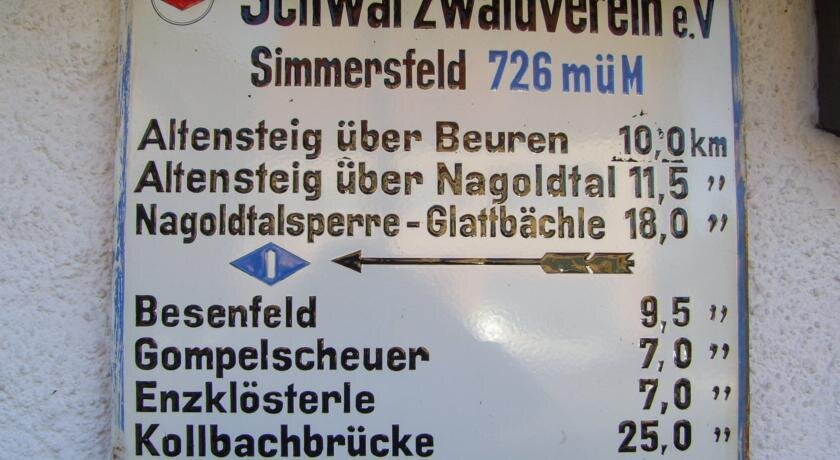 Schwarzwaldverein e.V
Simmersfeld 726 müM
Altensteig über Beuren 10,0 km
Altensteig über Nagoldtal 11,5 "
Nagoldtalsperre - Glattbächle 18,0 "
Besenfeld 9,5 "
Gompelscheuer 7,0 "
Enzklösterle 7,0 "
Kollbachbrücke 25,0 "